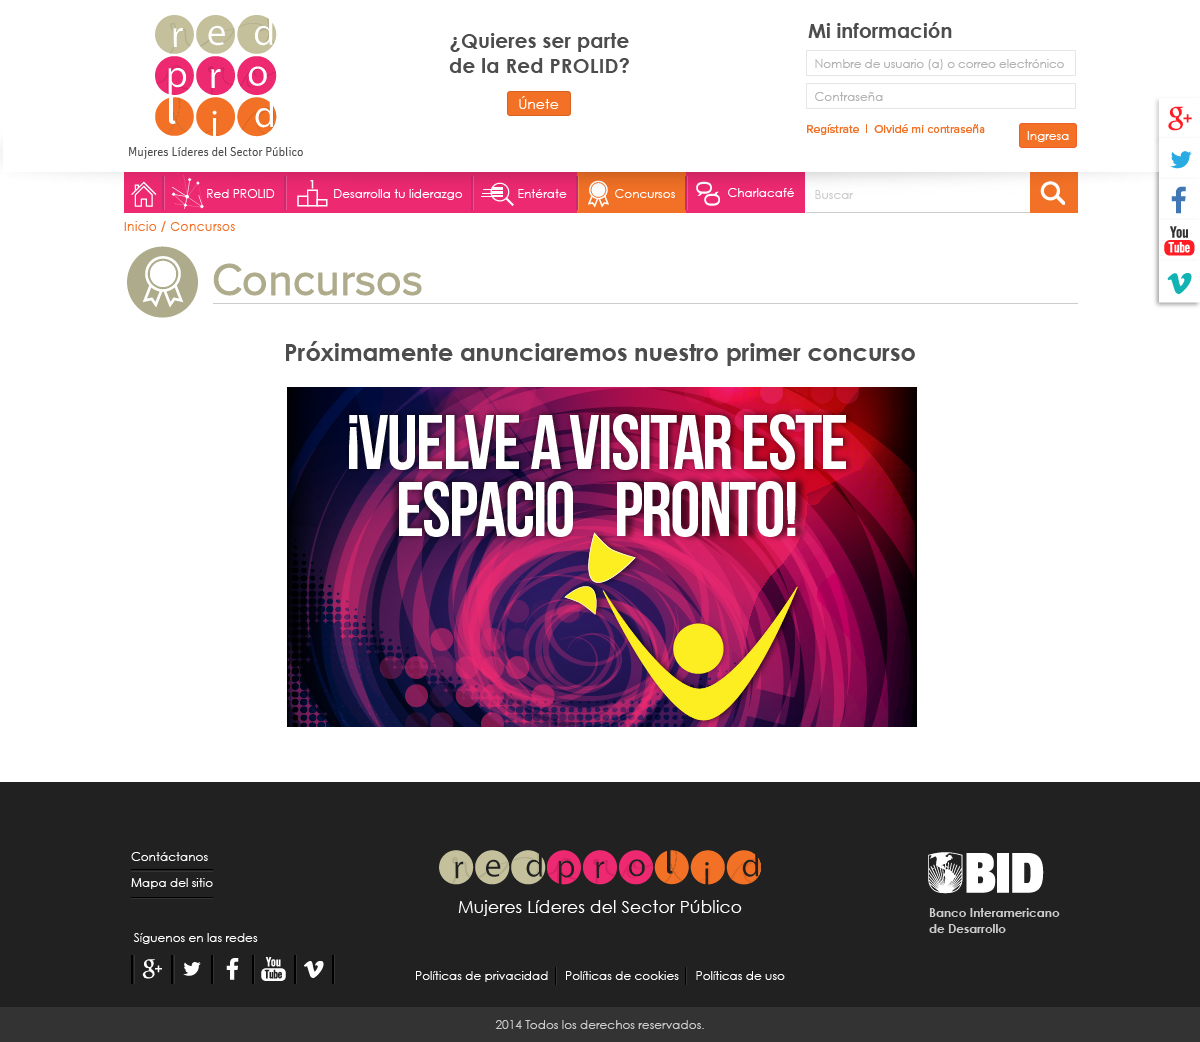 red
pro
lid
Mujeres Líderes del Sector Público
¿Quieres ser parte
de la Red PROLID?
Únete
Mi información
Nombre de usuario (a) o correo electrónico
Contraseña
Regístrate | Olvidé mi contraseña
Ingresa
g+
f
You
Tube
v
Red PROLID
Desarrolla tu liderazgo
Entérate
Concursos
Charlacafé
Buscar
Inicio / Concursos
Concursos
Próximamente anunciaremos nuestro primer concurso
¡VUELVE A VISITAR ESTE
ESPACIO PRONTO!
Contáctanos
Mapa del sitio
Síguenos en las redes
g+
f
You
Tube
v
redprolid
Mujeres Líderes del Sector Público
Políticas de privacidad
Políticas de cookies
Políticas de uso
BID
Banco Interamericano
de Desarrollo
2014 Todos los derechos reservados.